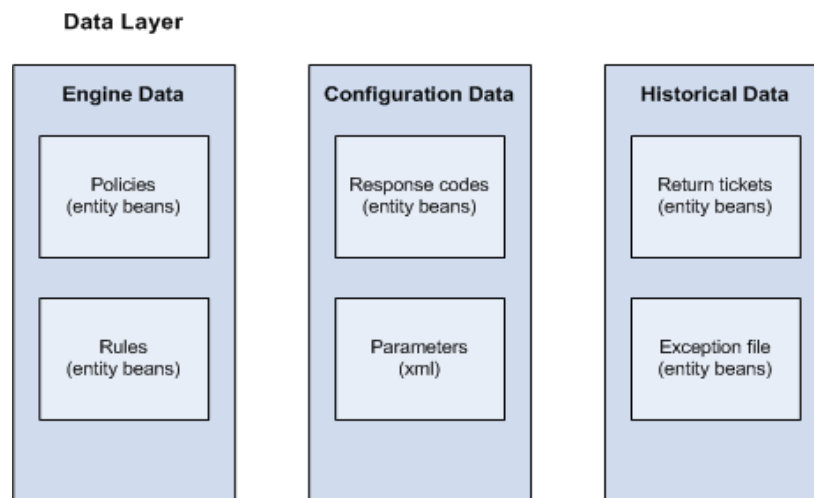 Data Layer
Engine Data
Policies
(entity beans)
Rules
(entity beans)
Configuration Data
Response codes
(entity beans)
Parameters
(xml)
Historical Data
Return tickets
(entity beans)
Exception file
(entity beans)